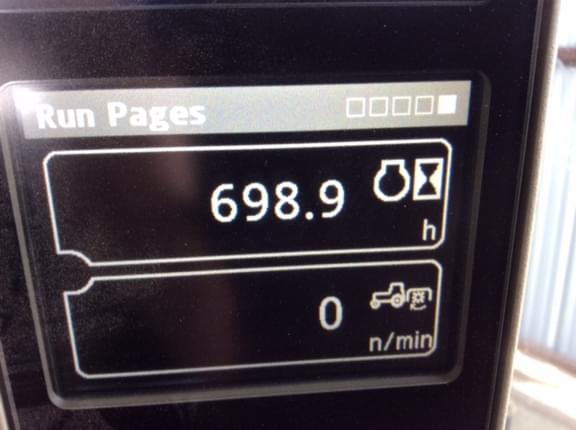 Run Pages
698.9
h
0
n/min